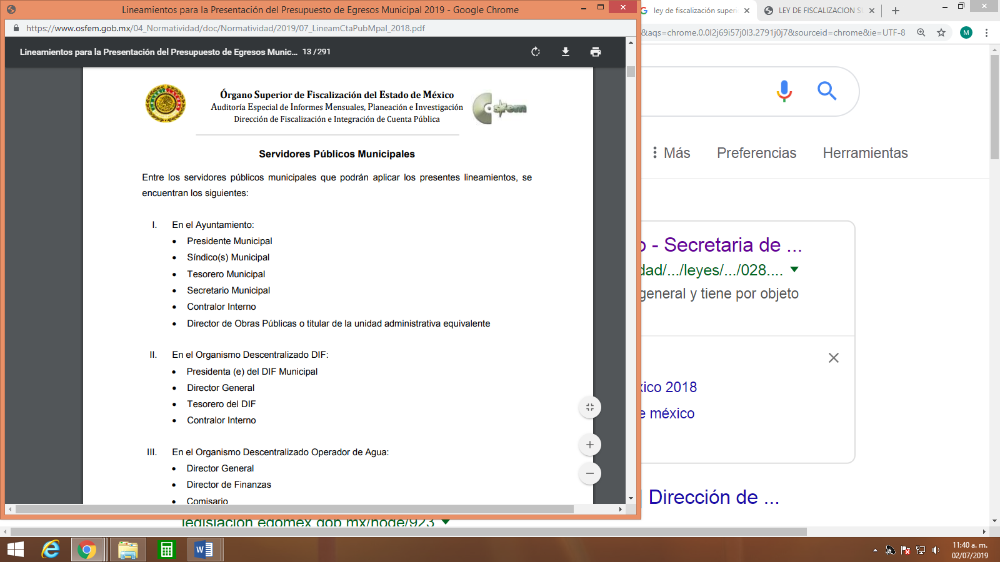 Lineamientos para la Presentación del Presupuesto de Egresos Municipal 2019 - Google Chrome
https://www.osfem.gob.mx/04_Normatividad/doc/Normatividad/2019/07_LineamCtaPubMpal_2018.pdf
Lineamientos para la Presentación del Presupuesto de Egresos Munic... 13 / 291
Órgano Superior de Fiscalización del Estado de México
Auditoría Especial de Informes Mensuales, Planeación e Investigación
Dirección de Fiscalización e Integración de Cuenta Pública
osfem
Servidores Públicos Municipales
Entre los servidores públicos municipales que podrán aplicar los presentes lineamientos, se
encuentran los siguientes:
I. En el Ayuntamiento:
• Presidente Municipal
• Síndico(s) Municipal
• Tesorero Municipal
• Secretario Municipal
• Contralor Interno
• Director de Obras Públicas o titular de la unidad administrativa equivalente
II. En el Organismo Descentralizado DIF:
• Presidenta (e) del DIF Municipal
• Director General
• Tesorero del DIF
• Contralor Interno
III. En el Organismo Descentralizado Operador de Agua:
• Director General
• Director de Finanzas
• Comisario
ley de fiscalización superi
LEY DE FISCALIZACION S
&aqs=chrome.0.0l2j69i57j0l3.2791j0j7&sourceid=chrome&ie=UTF-8
M
Más
Preferencias
Herramientas
o - Secretaria de ...
dad/.../leyes/.../028....
general y tiene por objeto
xico 2018
e méxico
Dirección de ...
legislacion.edomex.gob.mx/node/923
11:40 a. m.
02/07/2019